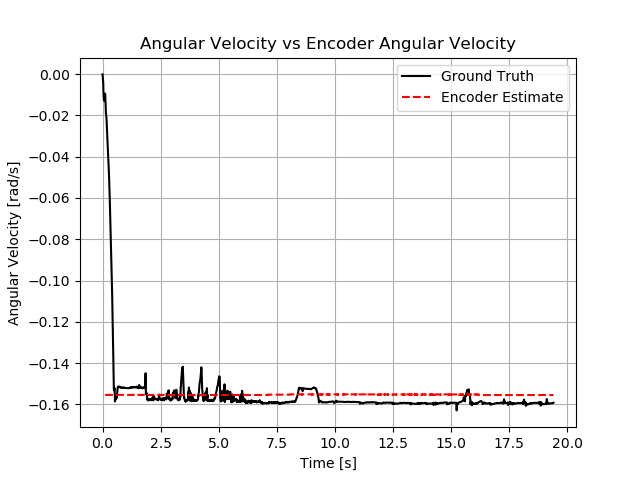 Angular Velocity vs Encoder Angular Velocity
Ground Truth
Encoder Estimate
Angular Velocity [rad/s]
0.00
−0.02
−0.04
−0.06
−0.08
−0.10
−0.12
−0.14
−0.16
0.0 2.5 5.0 7.5 10.0 12.5 15.0 17.5 20.0
Time [s]